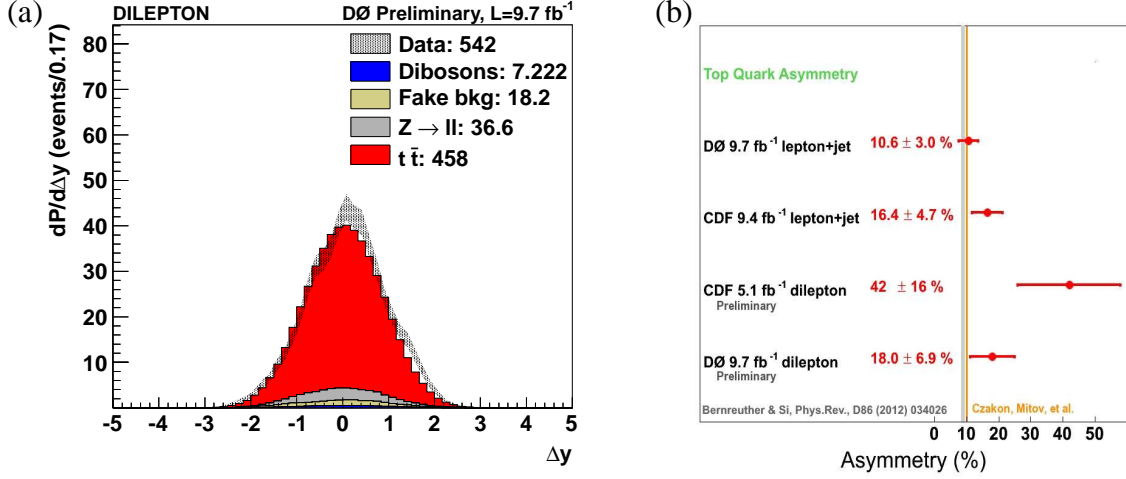 (a)
DILEPTON DØ Preliminary, L=9.7 fb⁻¹
Data: 542
Dibosons: 7.222
Fake bkg: 18.2
Z → ll: 36.6
t t̄: 458
dP/dΔy (events/0.17)
80
70
60
50
40
30
20
10
-5 -4 -3 -2 -1 0 1 2 3 4 5
Δy
(b)
Top Quark Asymmetry
DØ 9.7 fb⁻¹ lepton+jet 10.6 ± 3.0 %
CDF 9.4 fb⁻¹ lepton+jet 16.4 ± 4.7 %
CDF 5.1 fb⁻¹ dilepton 42 ± 16 %
Preliminary
DØ 9.7 fb⁻¹ dilepton 18.0 ± 6.9 %
Preliminary
Bernreuther & Si, Phys.Rev., D86 (2012) 034026 Czakon, Mitov, et al.
0 10 20 30 40 50
Asymmetry (%)